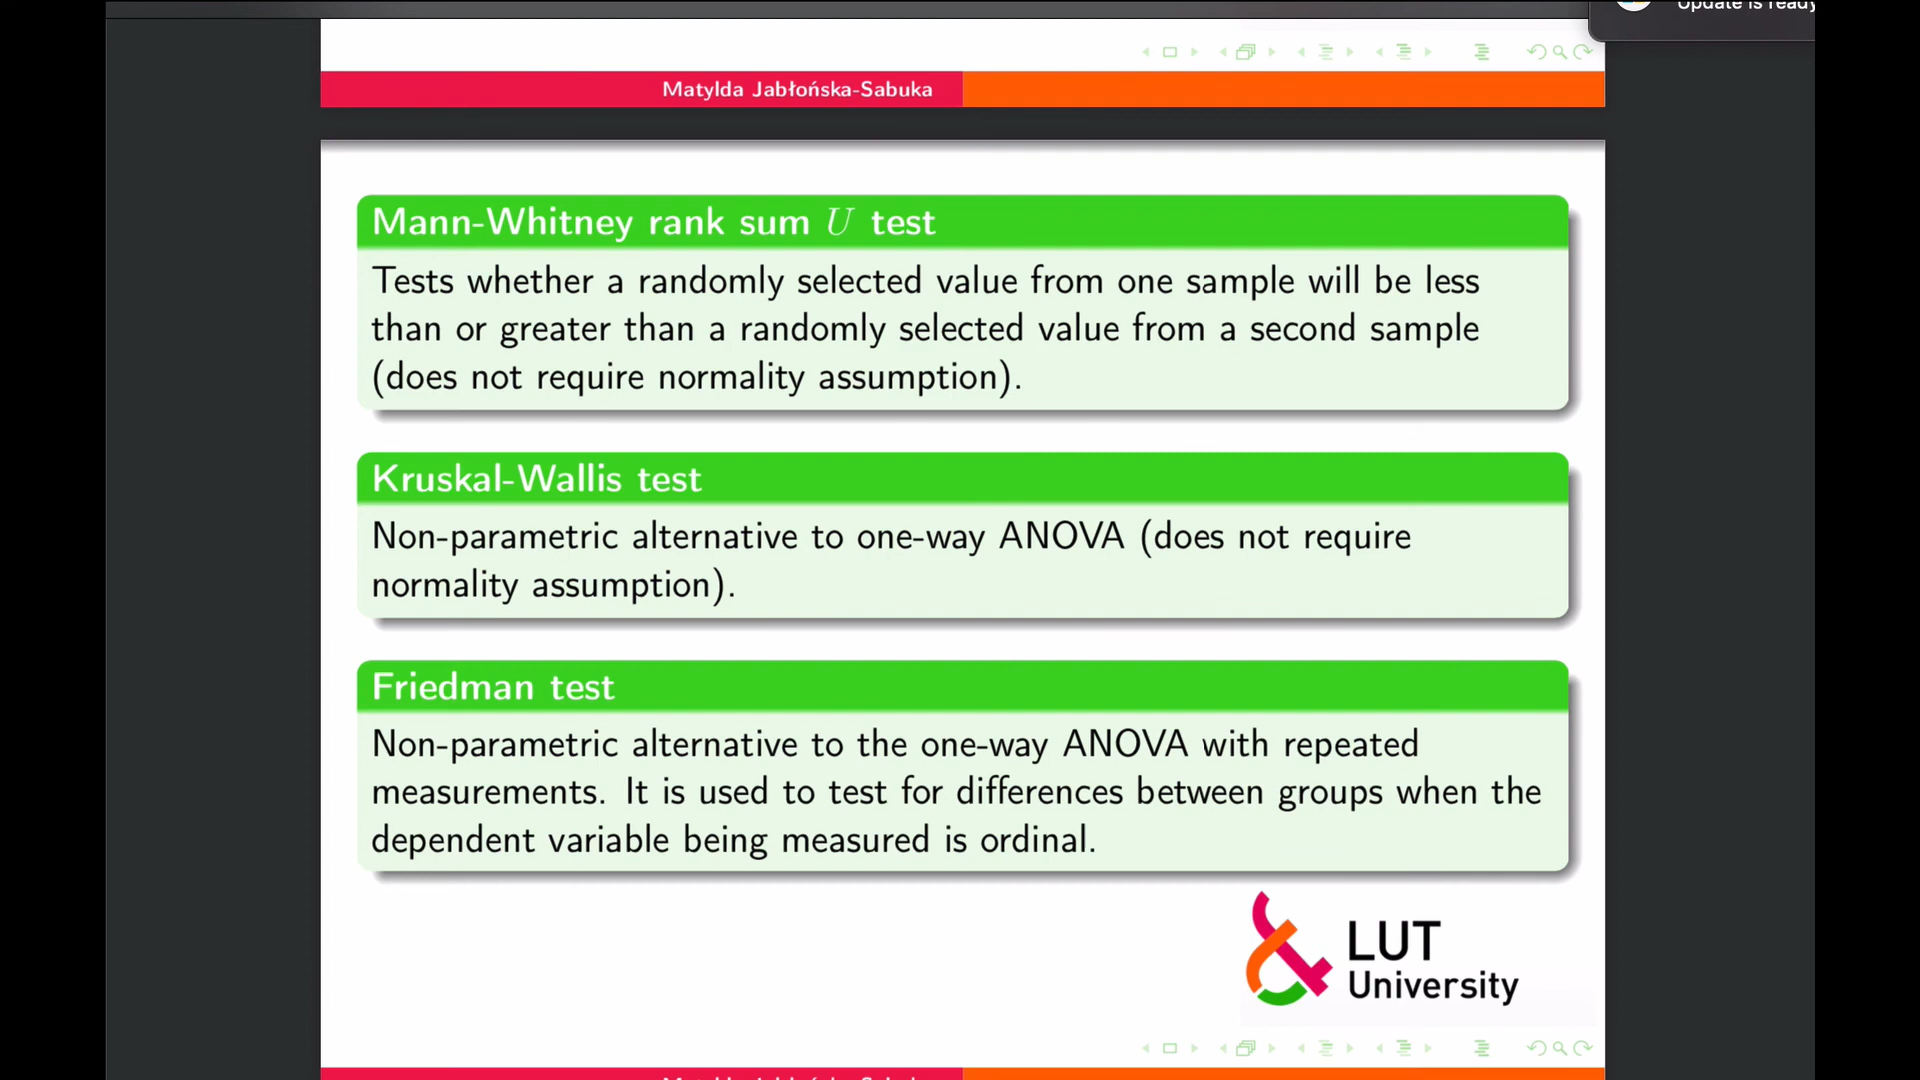 Update is ready
Matylda Jabłońska-Sabuka
Mann-Whitney rank sum U test
Tests whether a randomly selected value from one sample will be less
than or greater than a randomly selected value from a second sample
(does not require normality assumption).
Kruskal-Wallis test
Non-parametric alternative to one-way ANOVA (does not require
normality assumption).
Friedman test
Non-parametric alternative to the one-way ANOVA with repeated
measurements. It is used to test for differences between groups when the
dependent variable being measured is ordinal.
LUT
University